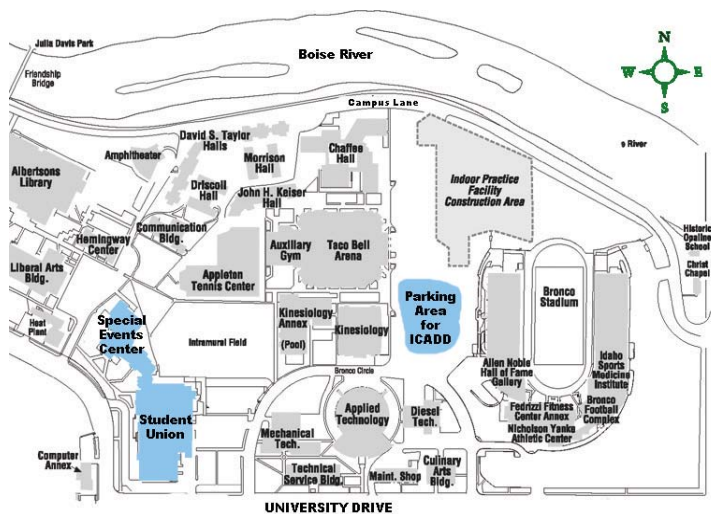 Julia Davis Park
Boise River
N
W
E
S
Friendship
Bridge
Campus Lane
David S. Taylor
Halls
Chaffee
Hall
Amphitheater
Morrison
Hall
e River
Albertsons
Library
Driscoll
Hall
Indoor Practice
Facility
Construction Area
John H. Keiser
Hall
Communication
Bldg.
Hemingway
Center
Auxiliary
Gym
Taco Bell
Arena
Historic
Opaline
School
Liberal Arts
Bldg.
Appleton
Tennis Center
Christ
Chapel
Parking
Area
for
ICADD
Bronco
Stadium
Special
Events
Center
Heat
Plant
Kinesiology
Annex
(Pool)
Kinesiology
Intramural Field
Allen Noble
Hall of Fame
Gallery
Idaho
Sports
Medicine
Institute
Bronco Circle
Student
Union
Applied
Technology
Diesel
Tech.
Fedrizzi Fitness
Center Annex
Bronco
Football
Complex
Mechanical
Tech.
Nicholson Yanke
Athletic Center
Computer
Annex
Technical
Service Bldg.
Maint. Shop
Culinary
Arts
Bldg.
UNIVERSITY DRIVE